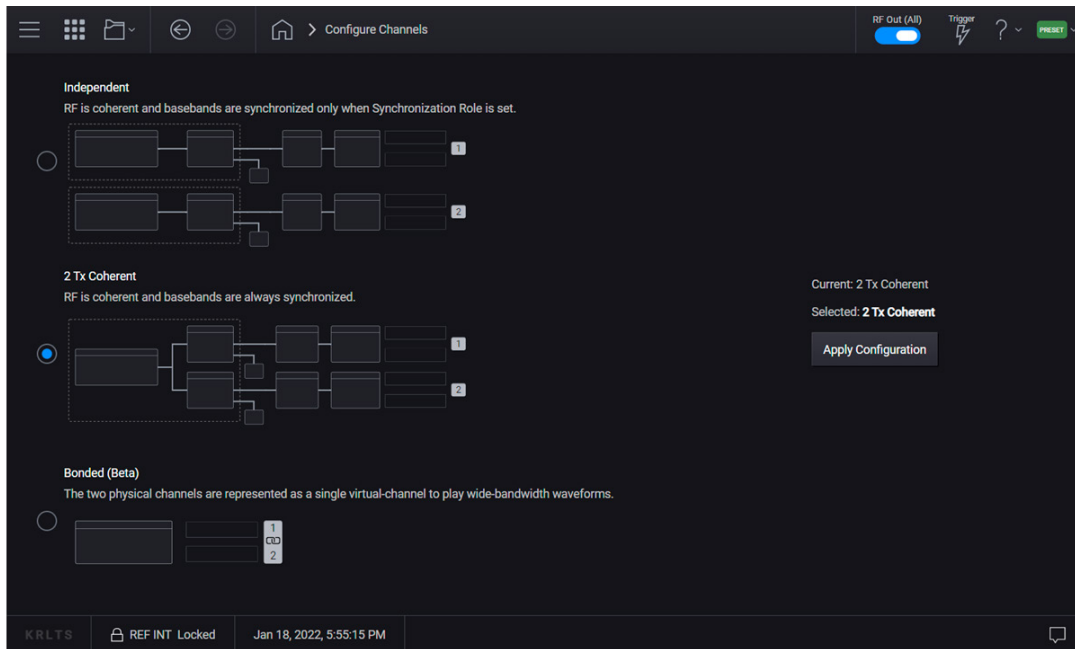 Configure Channels
RF Out (All)
Trigger
PRESET
Independent
RF is coherent and basebands are synchronized only when Synchronization Role is set.
1
2
2 Tx Coherent
RF is coherent and basebands are always synchronized.
1
2
Current: 2 Tx Coherent
Selected: 2 Tx Coherent
Apply Configuration
Bonded (Beta)
The two physical channels are represented as a single virtual-channel to play wide-bandwidth waveforms.
1
2
KRLTS
REF INT Locked
Jan 18, 2022, 5:55:15 PM